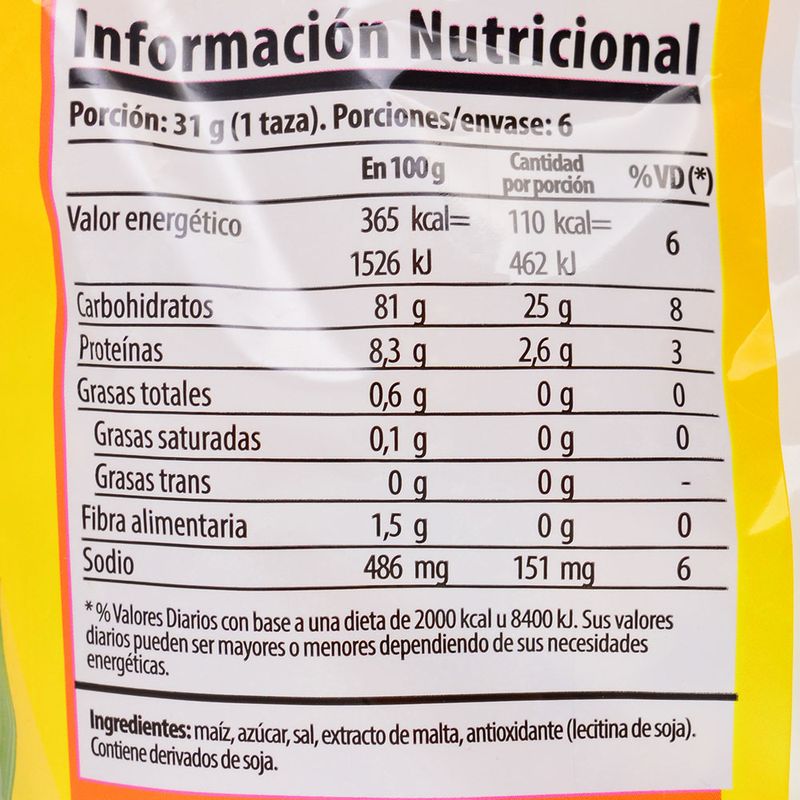 Información Nutricional
Porción: 31 g (1 taza). Porciones/envase: 6
En 100 g Cantidad por porción % VD (*)
Valor energético 365 kcal= 110 kcal= 6
1526 kJ 462 kJ
Carbohidratos 81 g 25 g 8
Proteínas 8,3 g 2,6 g 3
Grasas totales 0,6 g 0 g 0
Grasas saturadas 0,1 g 0 g 0
Grasas trans 0 g 0 g -
Fibra alimentaria 1,5 g 0 g 0
Sodio 486 mg 151 mg 6
* % Valores Diarios con base a una dieta de 2000 kcal u 8400 kJ. Sus valores
diarios pueden ser mayores o menores dependiendo de sus necesidades
energéticas.
Ingredientes: maíz, azúcar, sal, extracto de malta, antioxidante (lecitina de soja).
Contiene derivados de soja.